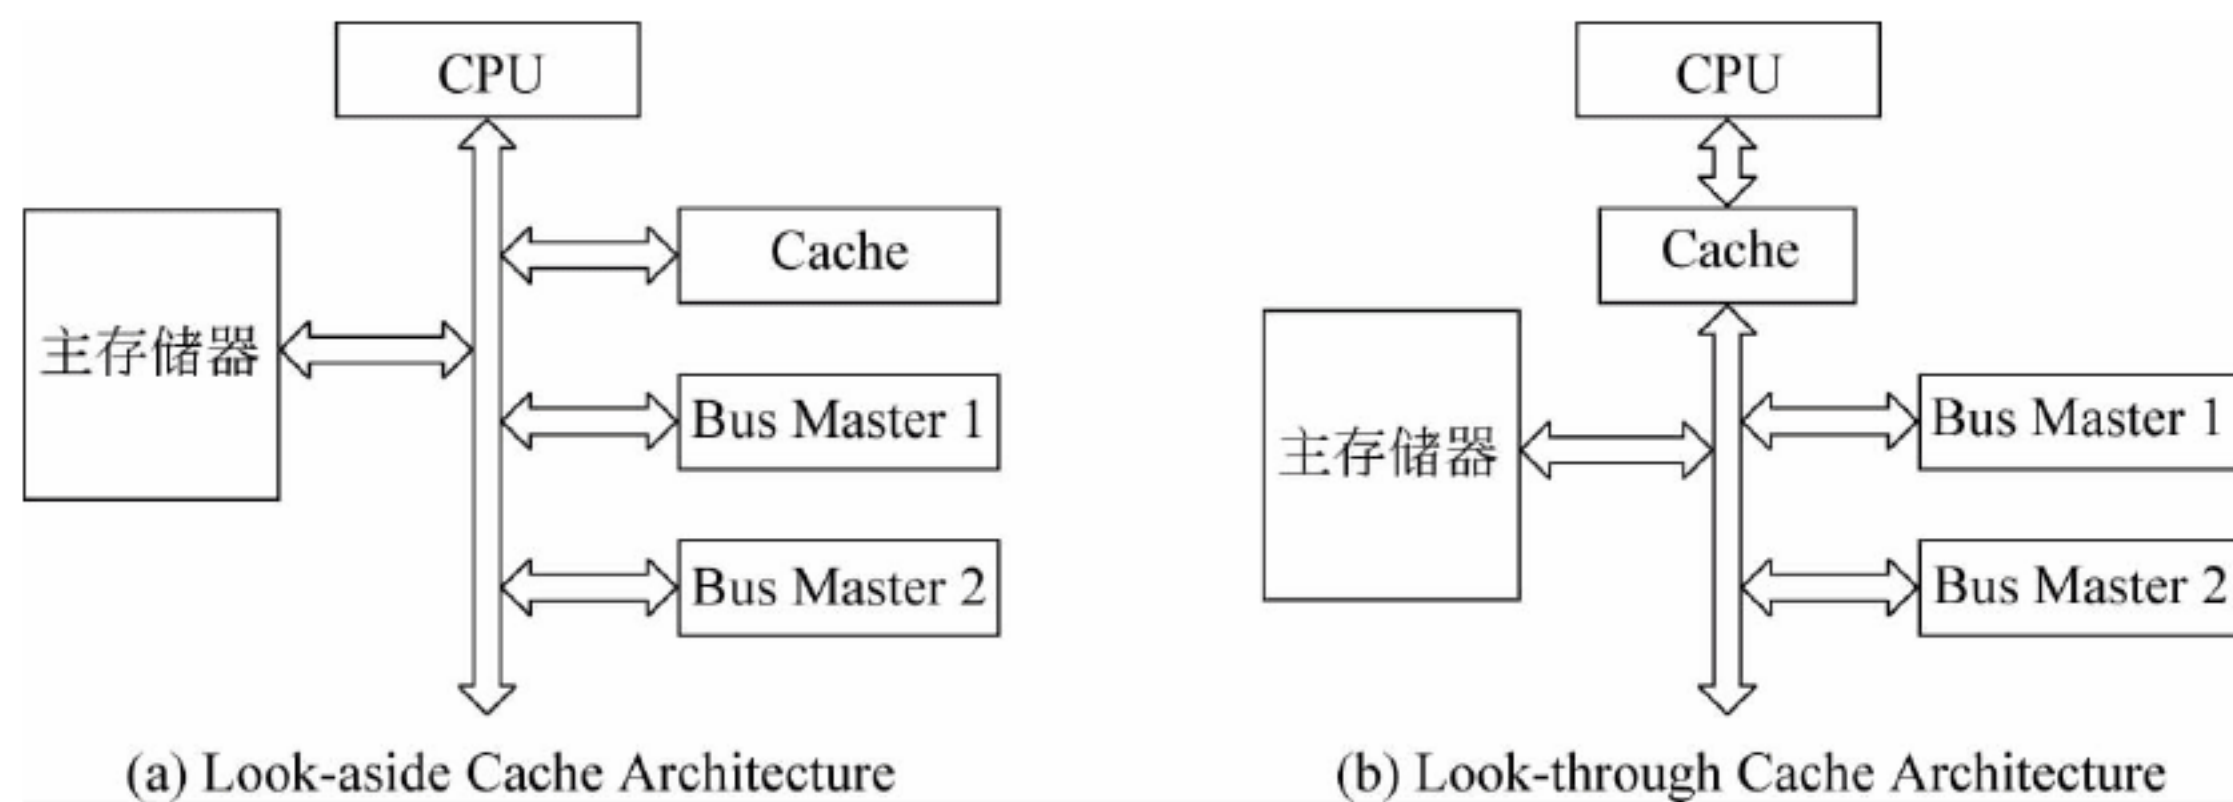 CPU
Cache
主存储器
Bus Master 1
Bus Master 2
(a) Look-aside Cache Architecture
CPU
Cache
主存储器
Bus Master 1
Bus Master 2
(b) Look-through Cache Architecture